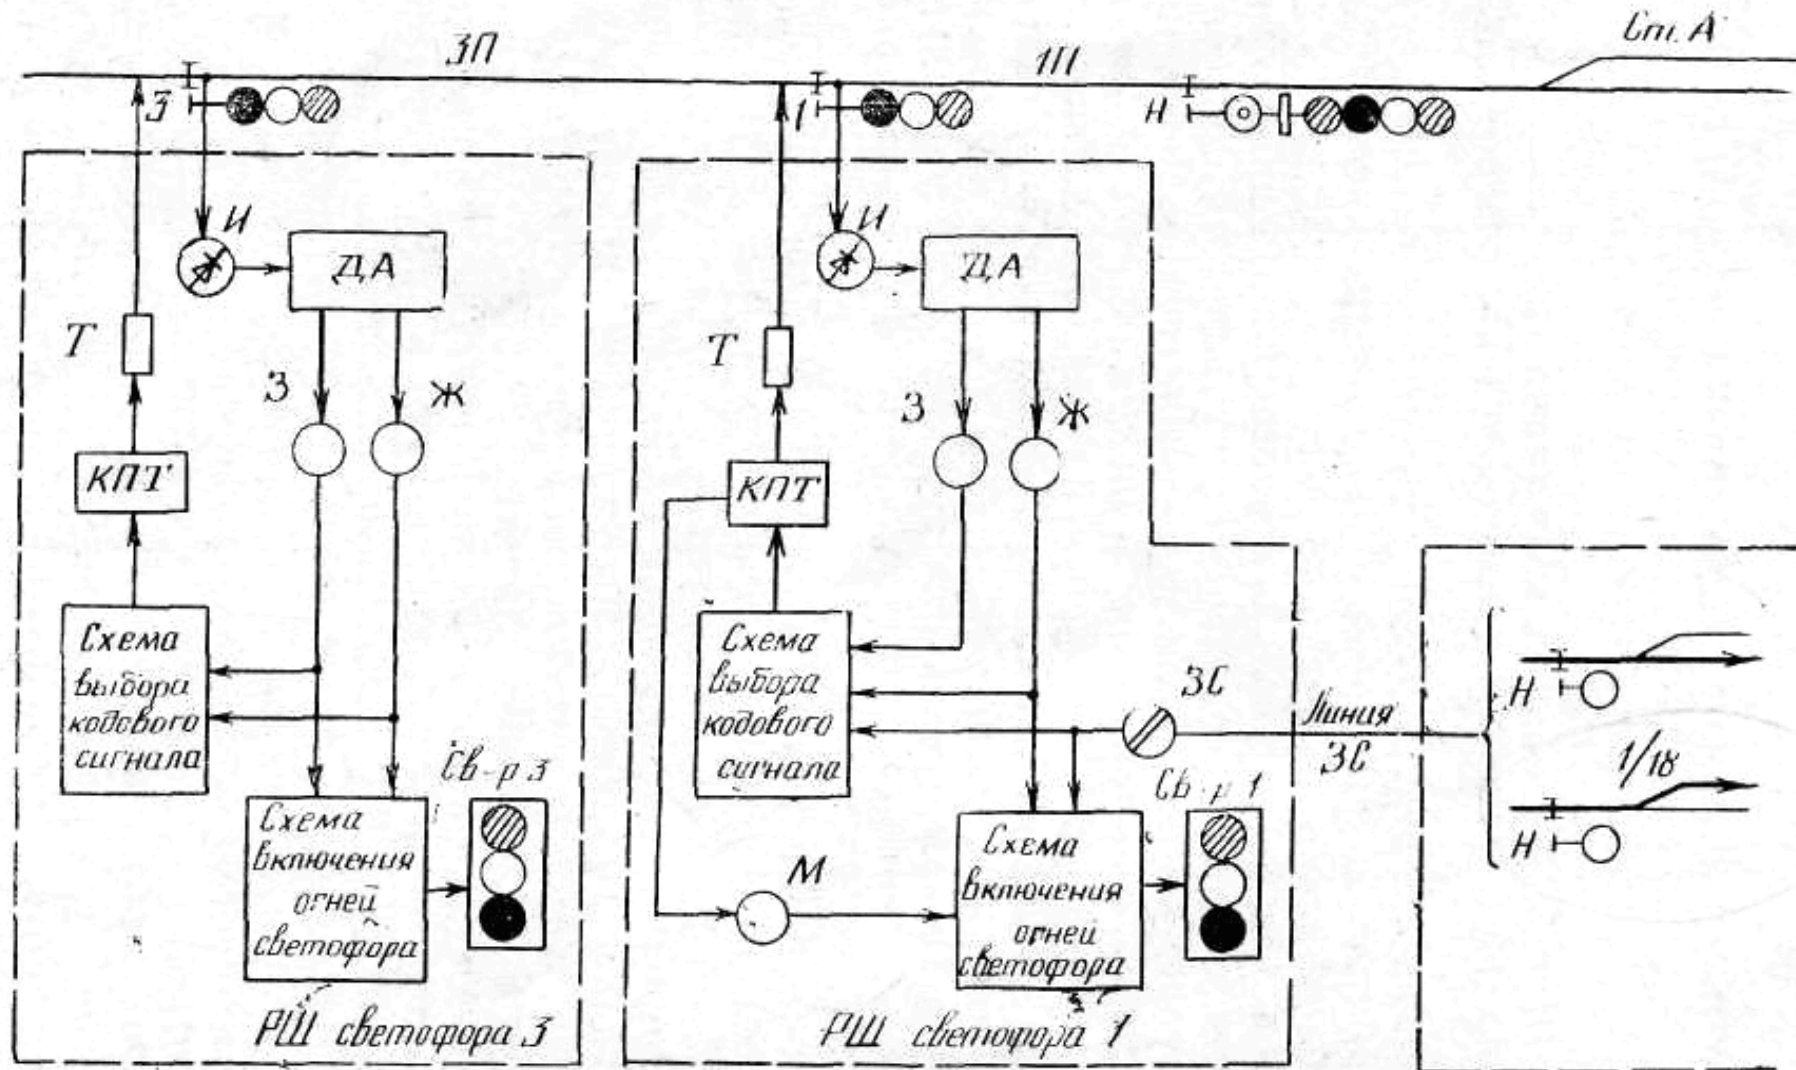 Ст. А
3П
1П
3
1
Н
И
ДА
Т
З
Ж
КПТ
Схема
выбора
кодового
сигнала
Св-р 3
Схема
включения
огней
светофора
РШ светофора 3
И
ДА
Т
З
Ж
КПТ
Схема
выбора
кодового
сигнала
ЗС
Линия
ЗС
Св-р 1
М
Схема
включения
огней
светофора
РШ светофора 1
Н
1/18
Н